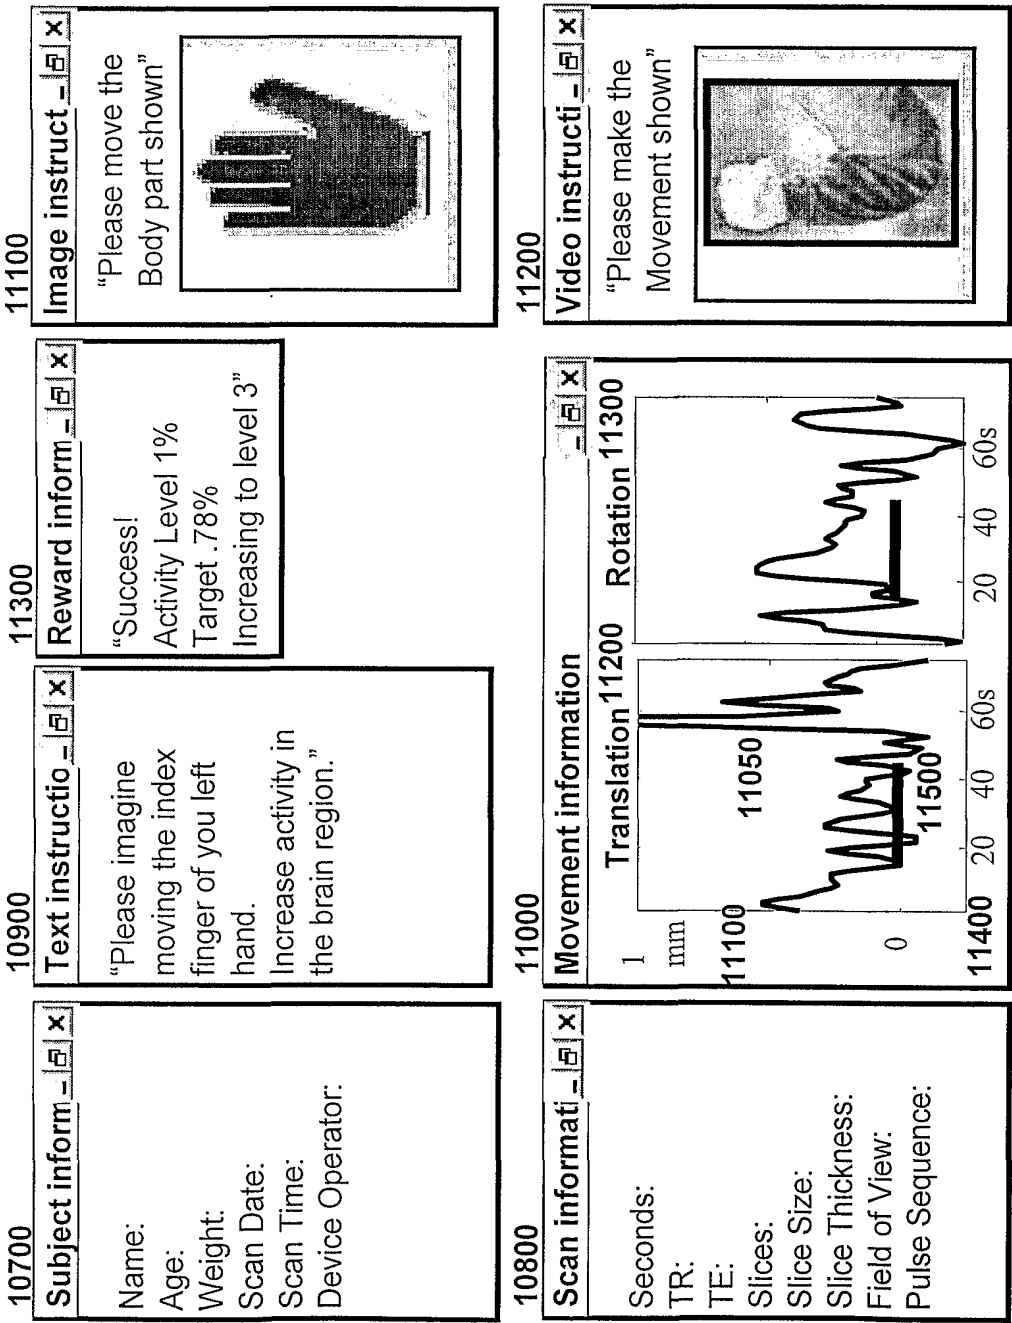 10700
Subject inform
Name:
Age:
Weight:
Scan Date:
Scan Time:
Device Operator:
10900
Text instructio
“Please imagine
moving the index
finger of you left
hand.
Increase activity in
the brain region.”
11300
Reward inform
“Success!
Activity Level 1%
Target .78%
Increasing to level 3”
11100
Image instruct
“Please move the
Body part shown”
10800
Scan informati
Seconds:
TR:
TE:
Slices:
Slice Size:
Slice Thickness:
Field of View:
Pulse Sequence:
11000
Movement information
Translation 11200
Rotation 11300
1
mm
11100
11050
0
11500
11400
20 40 60s
20 40 60s
11200
Video instructi
“Please make the
Movement shown”